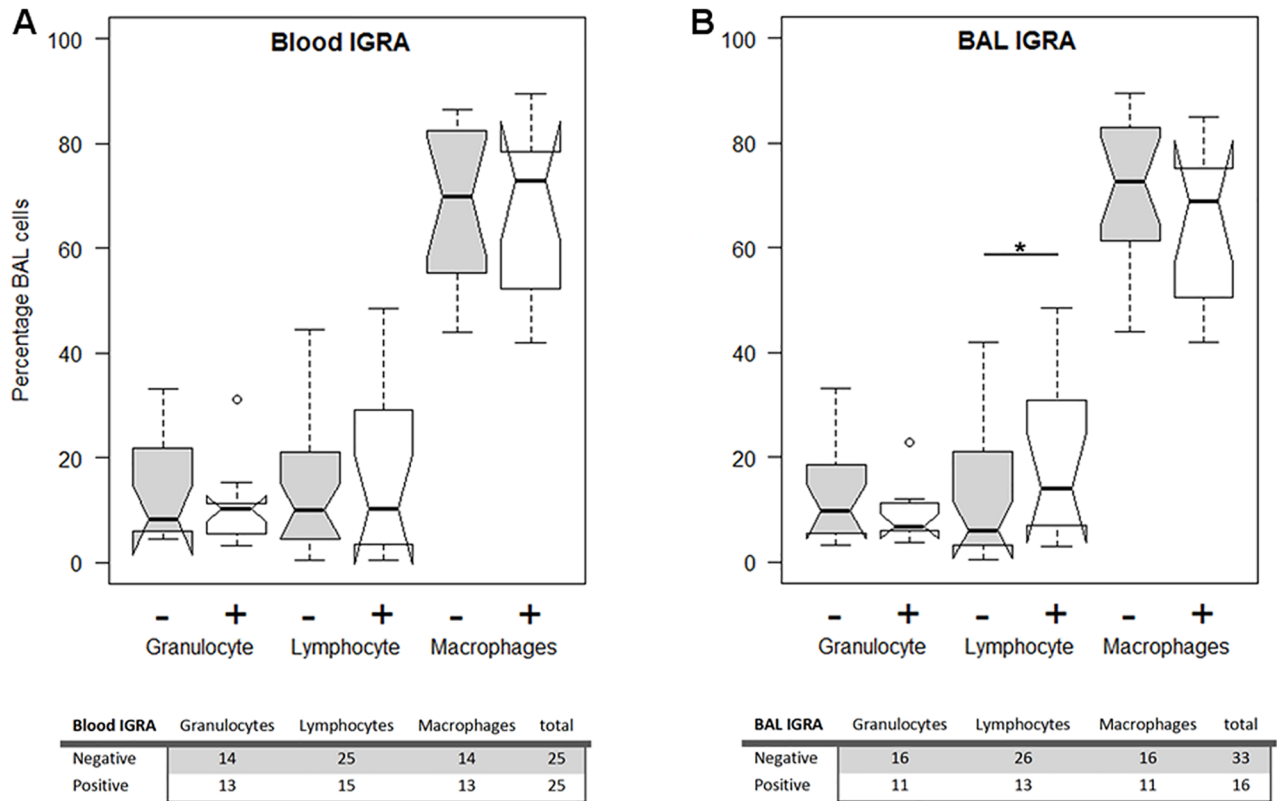 A
Blood IGRA
Percentage BAL cells
100
80
60
40
20
0
- + - + - +
Granulocyte Lymphocyte Macrophages
Blood IGRA Granulocytes Lymphocytes Macrophages total
Negative 14 25 14 25
Positive 13 15 13 25
B
BAL IGRA
100
80
60
40
20
0
*
- + - + - +
Granulocyte Lymphocyte Macrophages
BAL IGRA Granulocytes Lymphocytes Macrophages total
Negative 16 26 16 33
Positive 11 13 11 16